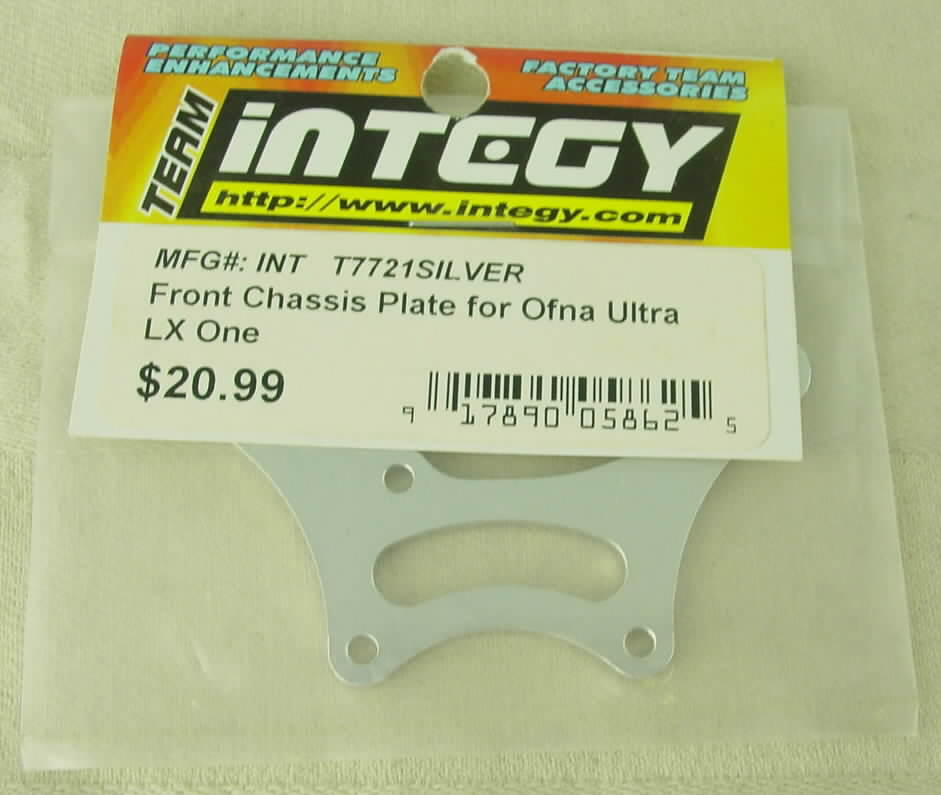 PERFORMANCE
ENHANCEMENTS
FACTORY TEAM
ACCESSORIES
TEAM
iNTEGY
http://www.integy.com
MFG#: INT T7721SILVER
Front Chassis Plate for Ofna Ultra
LX One
$20.99
9 17890 05862 5